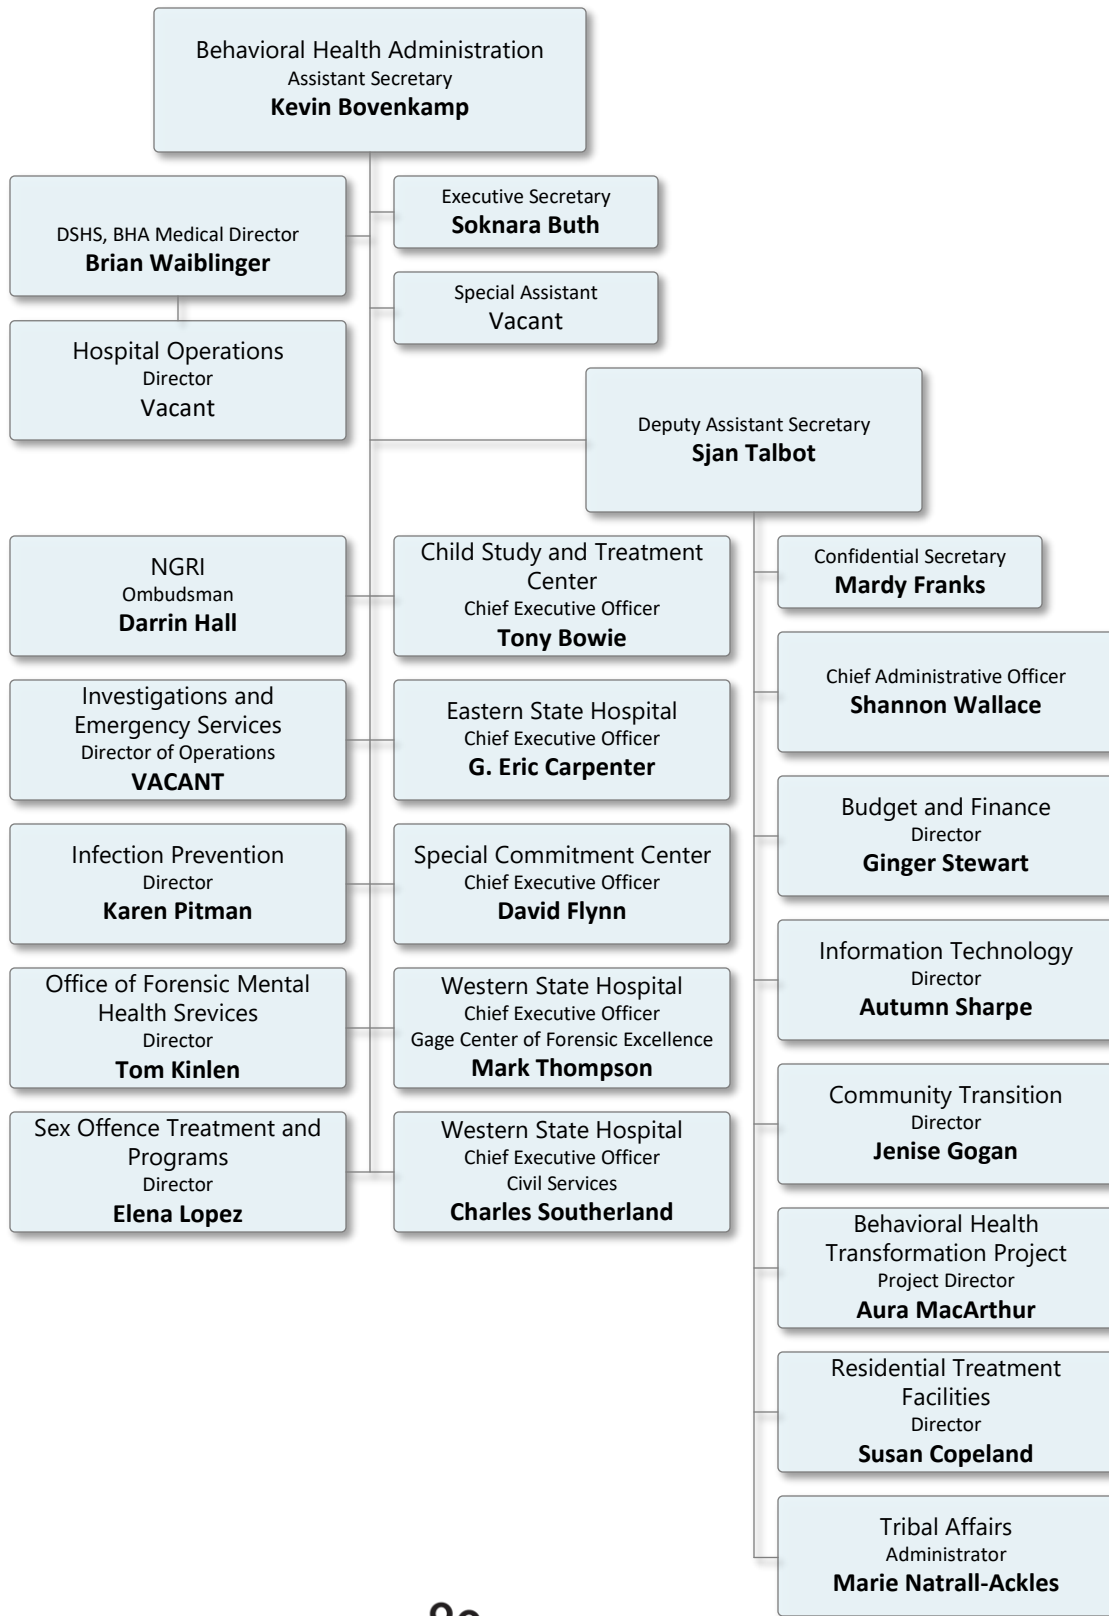 Behavioral Health Administration
Assistant Secretary
Kevin Bovenkamp
DSHS, BHA Medical Director
Brian Waiblinger
Executive Secretary
Soknara Buth
Special Assistant
Vacant
Hospital Operations
Director
Vacant
Deputy Assistant Secretary
Sjan Talbot
NGRI
Ombudsman
Darrin Hall
Child Study and Treatment
Center
Chief Executive Officer
Tony Bowie
Confidential Secretary
Mardy Franks
Investigations and
Emergency Services
Director of Operations
VACANT
Eastern State Hospital
Chief Executive Officer
G. Eric Carpenter
Chief Administrative Officer
Shannon Wallace
Infection Prevention
Director
Karen Pitman
Special Commitment Center
Chief Executive Officer
David Flynn
Budget and Finance
Director
Ginger Stewart
Office of Forensic Mental
Health Srevices
Director
Tom Kinlen
Western State Hospital
Chief Executive Officer
Gage Center of Forensic Excellence
Mark Thompson
Information Technology
Director
Autumn Sharpe
Sex Offence Treatment and
Programs
Director
Elena Lopez
Western State Hospital
Chief Executive Officer
Civil Services
Charles Southerland
Community Transition
Director
Jenise Gogan
Behavioral Health
Transformation Project
Project Director
Aura MacArthur
Residential Treatment
Facilities
Director
Susan Copeland
Tribal Affairs
Administrator
Marie Natrall-Ackles